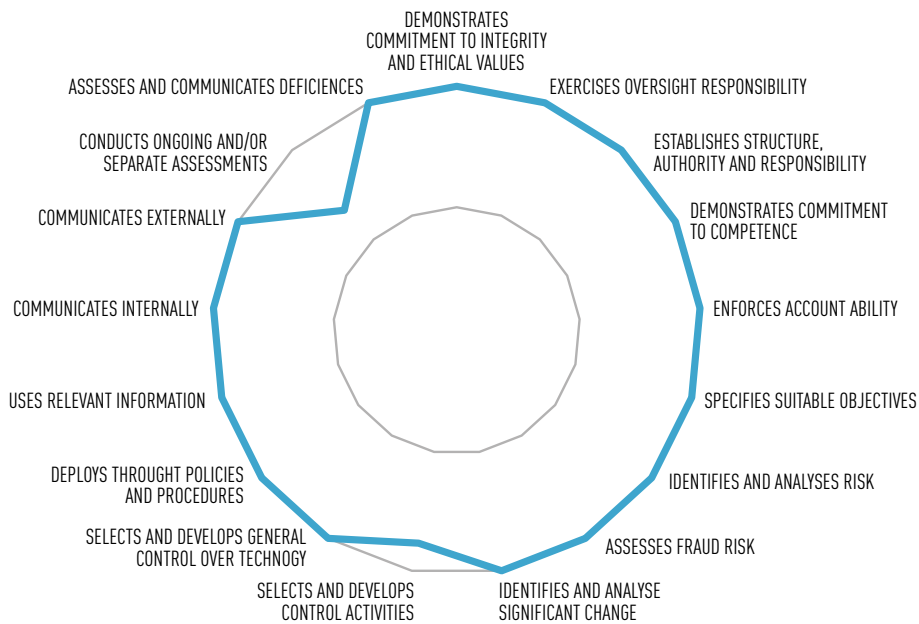 DEMONSTRATES
COMMITMENT TO INTEGRITY
AND ETHICAL VALUES
EXERCISES OVERSIGHT RESPONSIBILITY
ESTABLISHES STRUCTURE,
AUTHORITY AND RESPONSIBILITY
DEMONSTRATES COMMITMENT
TO COMPETENCE
ENFORCES ACCOUNT ABILITY
SPECIFIES SUITABLE OBJECTIVES
IDENTIFIES AND ANALYSES RISK
ASSESSES FRAUD RISK
IDENTIFIES AND ANALYSE
SIGNIFICANT CHANGE
SELECTS AND DEVELOPS
CONTROL ACTIVITIES
SELECTS AND DEVELOPS GENERAL
CONTROL OVER TECHNOGY
DEPLOYS THROUGHT POLICIES
AND PROCEDURES
USES RELEVANT INFORMATION
COMMUNICATES INTERNALLY
COMMUNICATES EXTERNALLY
CONDUCTS ONGOING AND/OR
SEPARATE ASSESSMENTS
ASSESSES AND COMMUNICATES DEFICIENCES